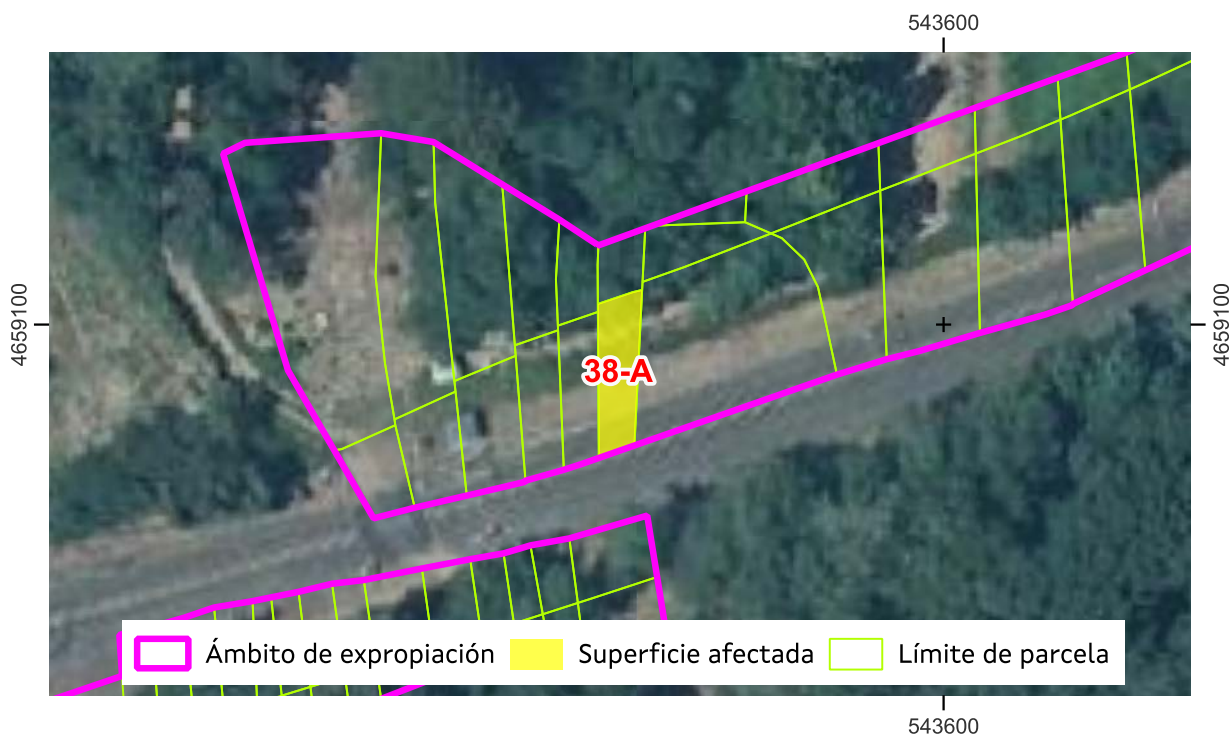 543600
4659100
4659100
38-A
Ámbito de expropiación
Superficie afectada
Límite de parcela
543600